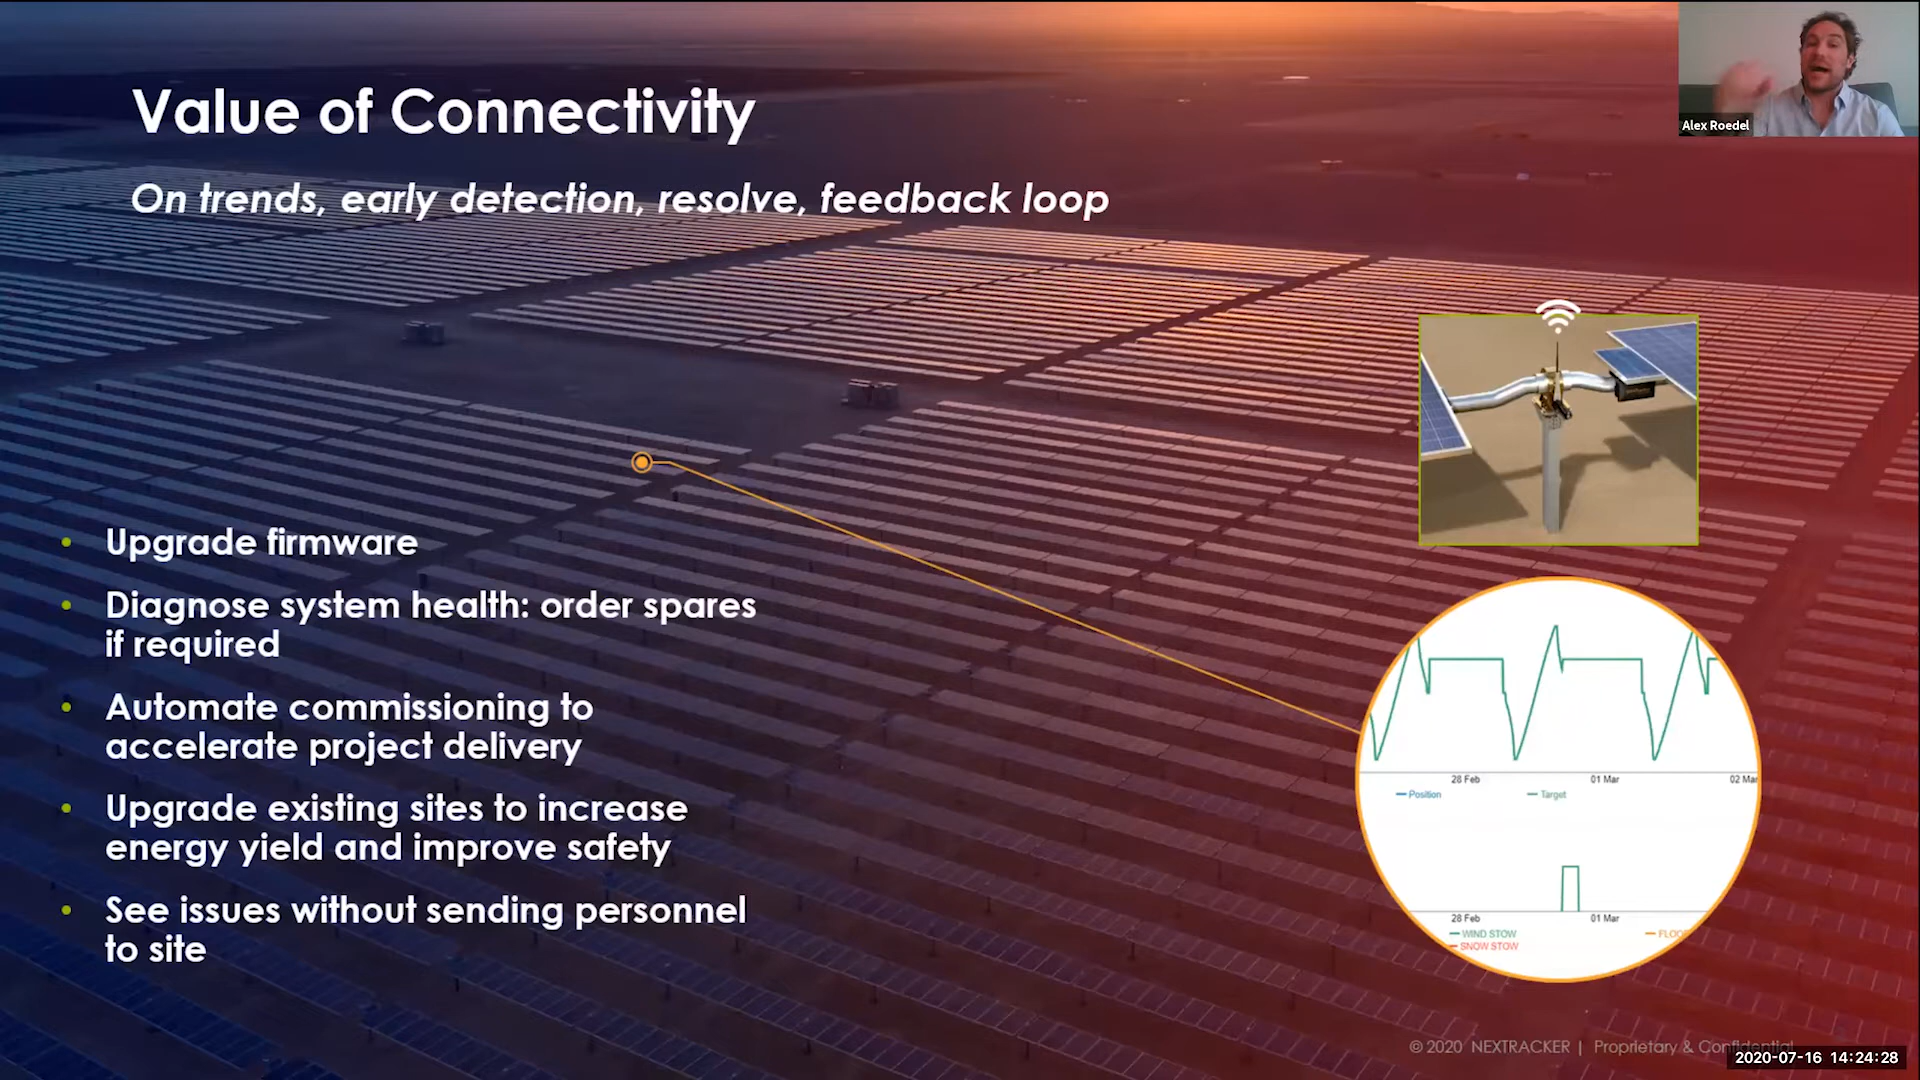 Value of Connectivity
Alex Roedel
On trends, early detection, resolve, feedback loop
• Upgrade firmware
• Diagnose system health: order spares
if required
• Automate commissioning to
accelerate project delivery
• Upgrade existing sites to increase
energy yield and improve safety
• See issues without sending personnel
to site
28 Feb 01 Mar 02 Mar
Position Target
28 Feb 01 Mar
WIND STOW FLOO
SNOW STOW
© 2020 NEXTRACKER | Proprietary & Confidential
2020-07-16 14:24:28